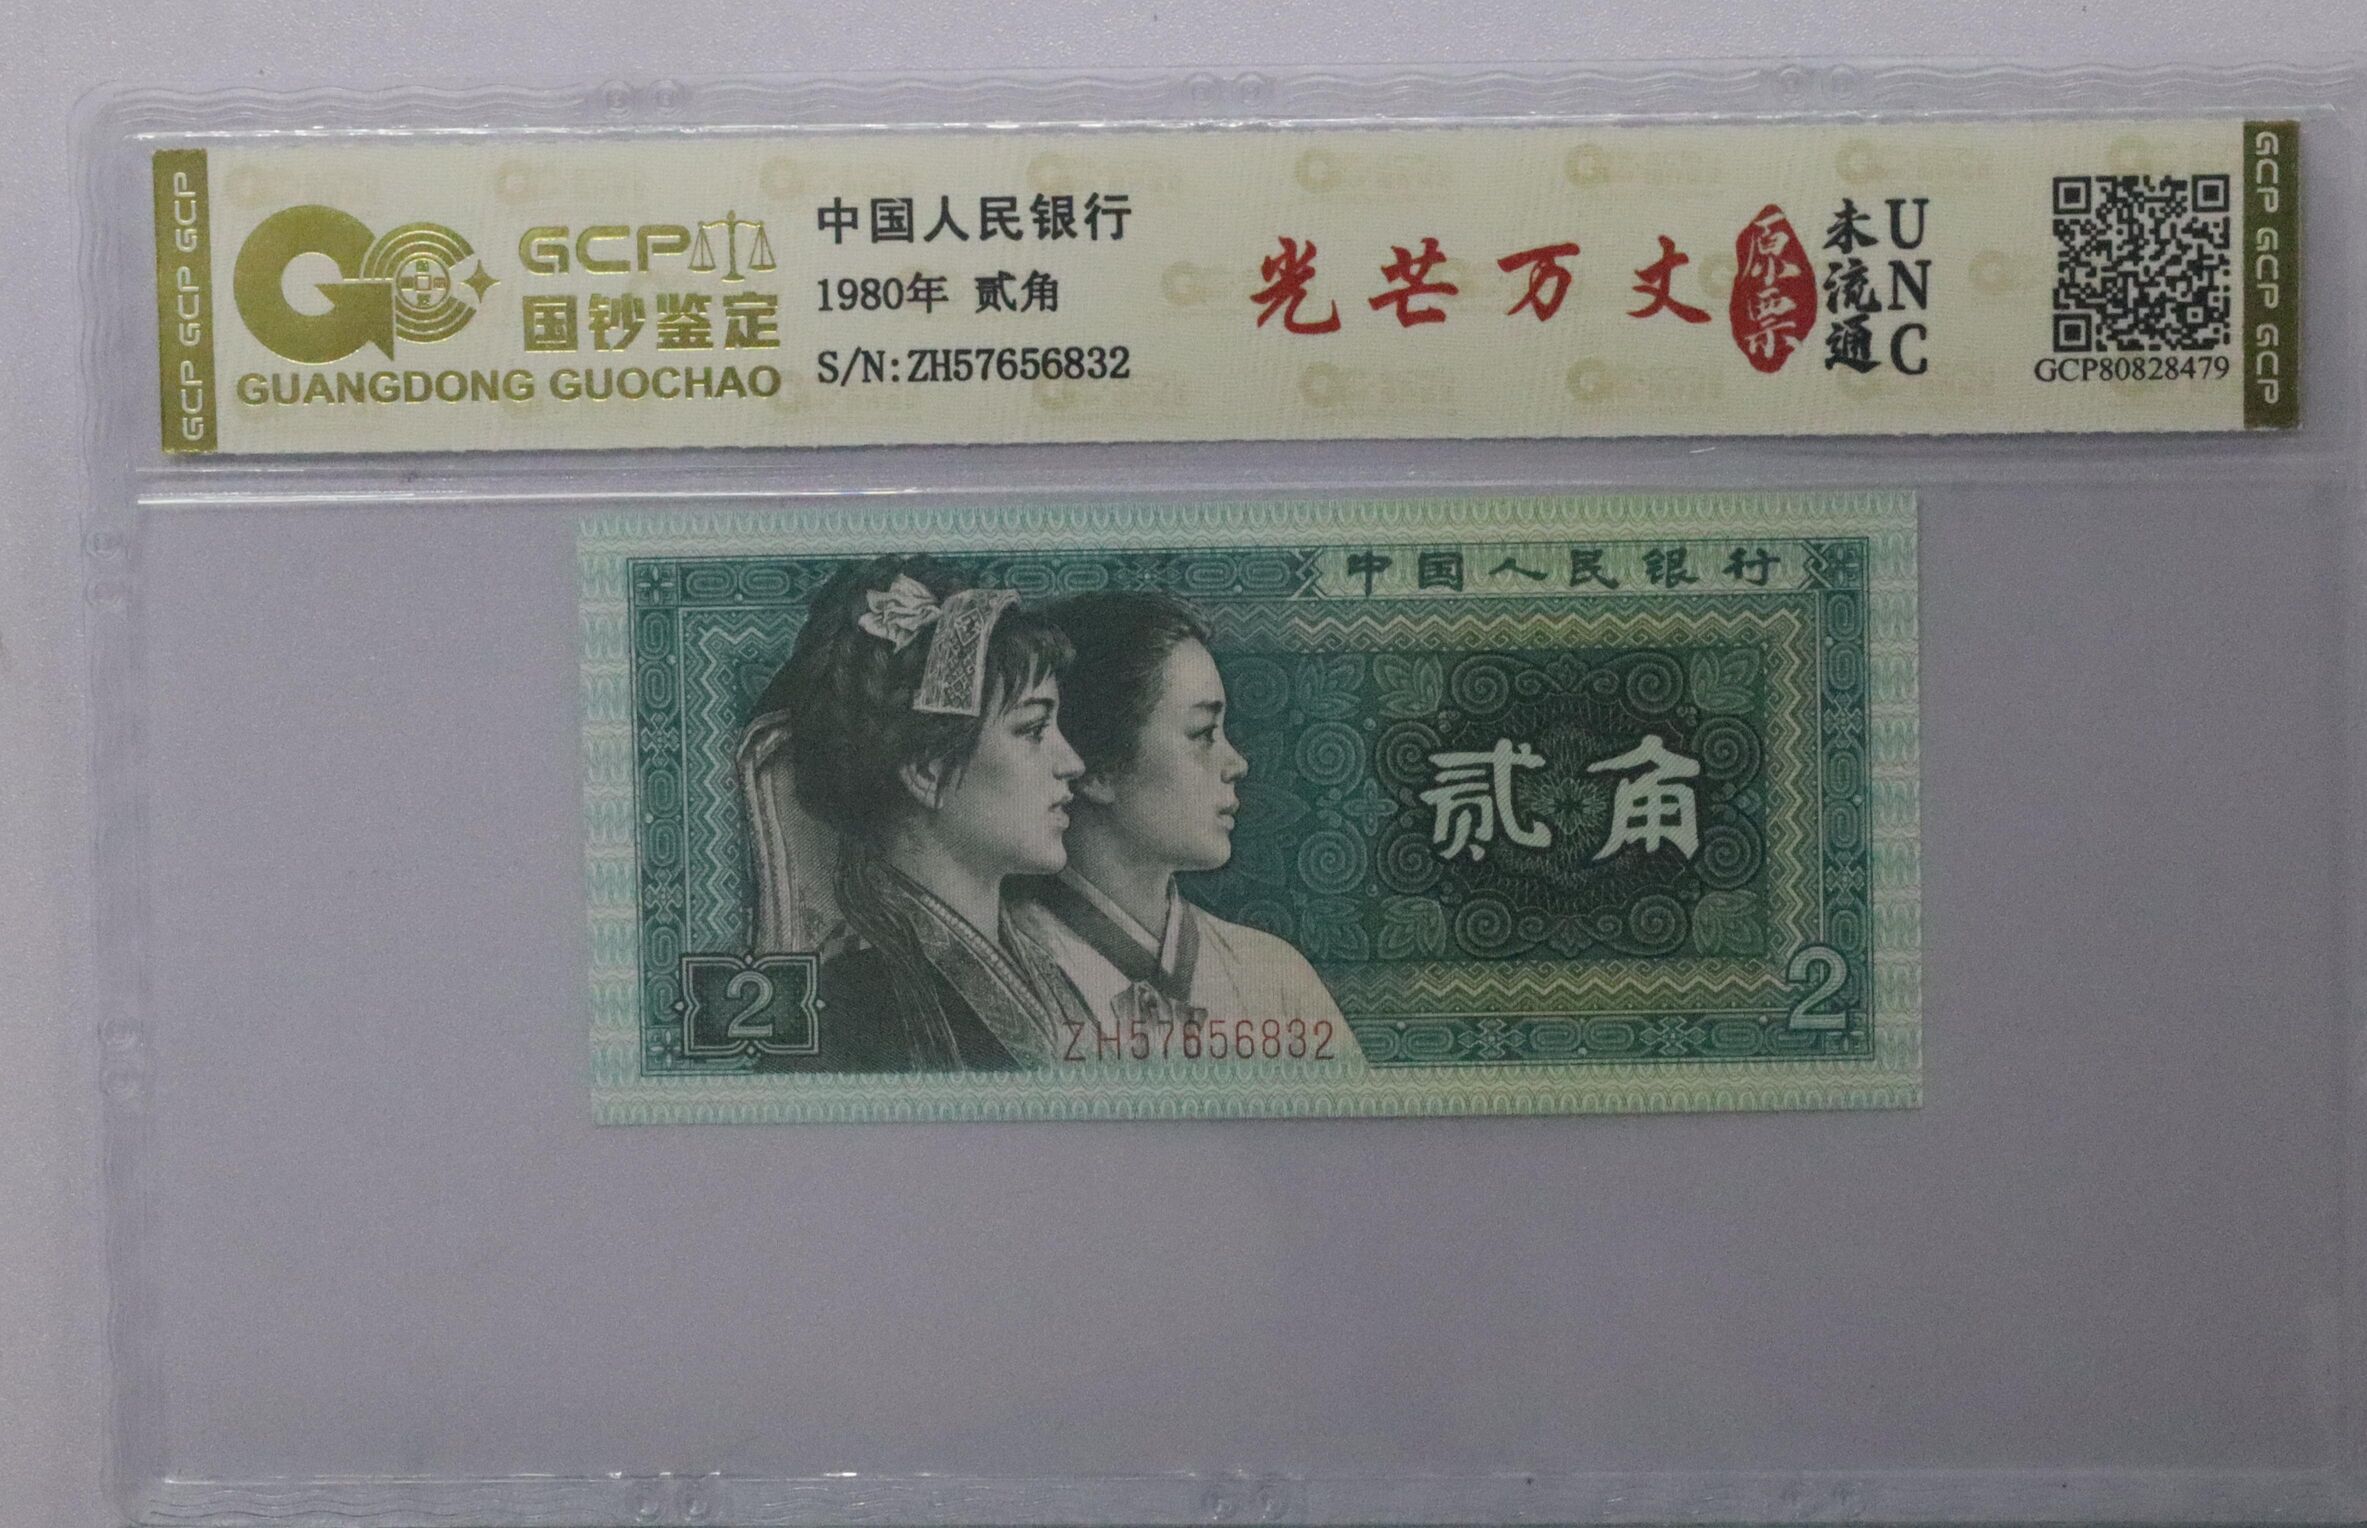 GCP GCP GCP
GCP
国钞鉴定
GUANGDONG GUOCHAO
中国人民银行
1980年 贰角
S/N:ZH57656832
光芒万丈
原票
未流通
UNC
GCP80828479
GCP GCP GCP
中国人民银行
贰角
2
2
ZH57656832